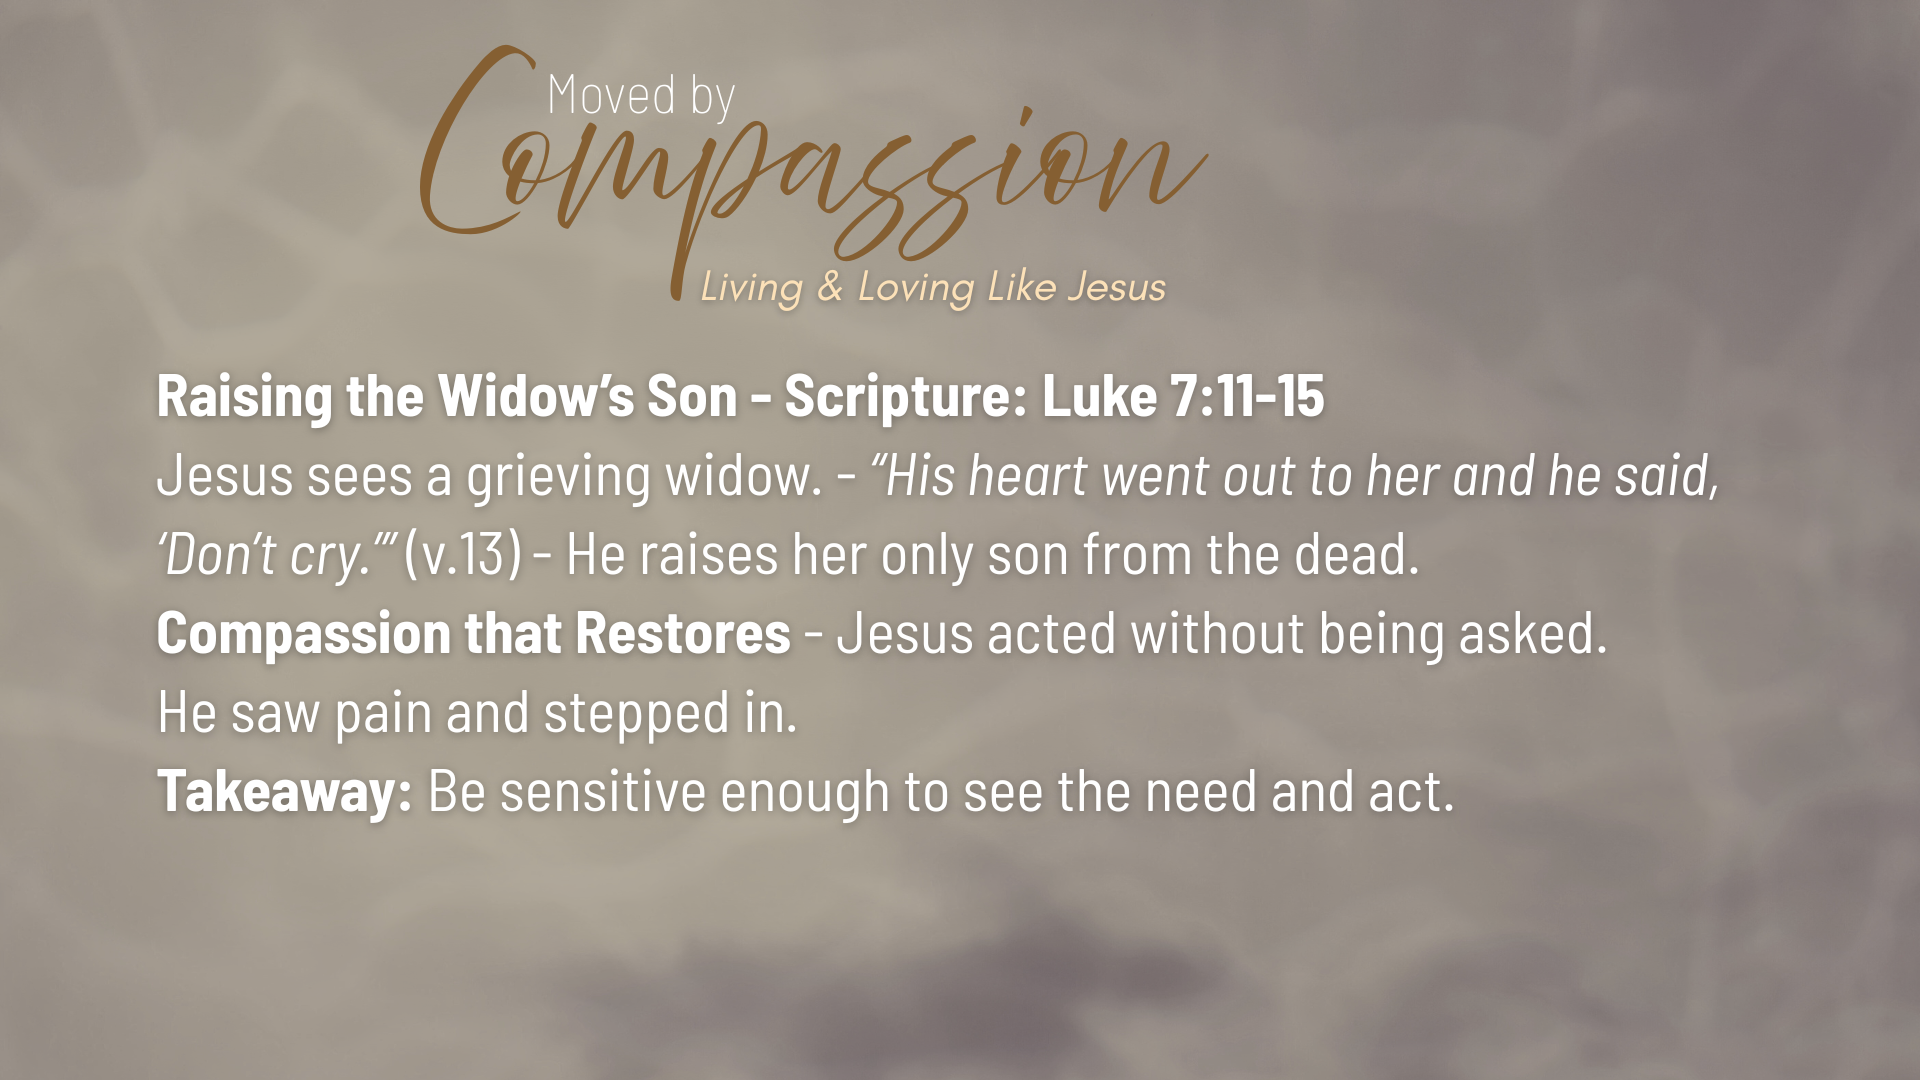 Moved by
Compassion
Living & Loving Like Jesus
Raising the Widow’s Son - Scripture: Luke 7:11-15
Jesus sees a grieving widow. - “His heart went out to her and he said,
‘Don’t cry.’” (v.13) - He raises her only son from the dead.
Compassion that Restores - Jesus acted without being asked.
He saw pain and stepped in.
Takeaway: Be sensitive enough to see the need and act.